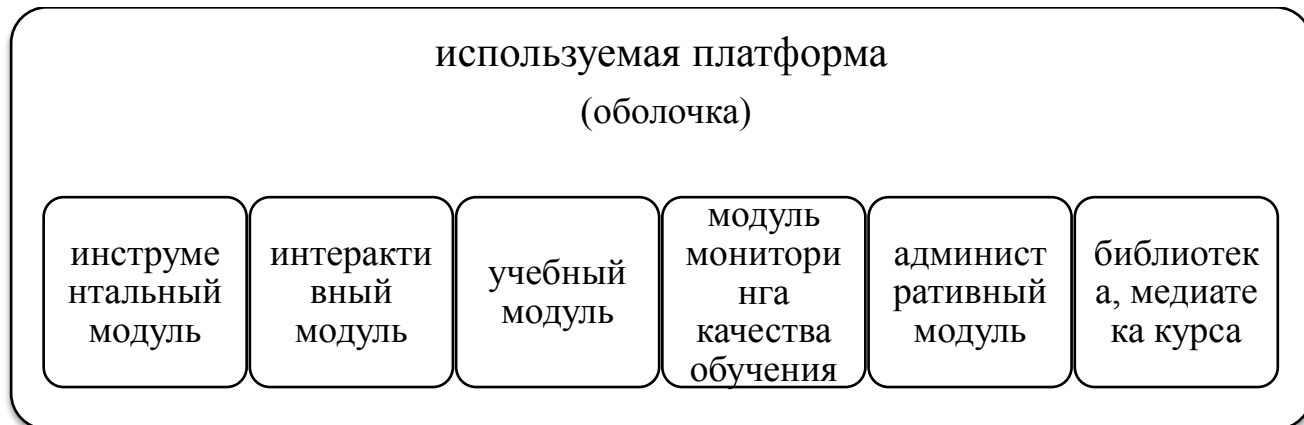 используемая платформа
(оболочка)
инструме
нтальный
модуль
интеракти
вный
модуль
учебный
модуль
модуль
монитори
нга
качества
обучения
админист
ративный
модуль
библиотек
а, медиате
ка курса